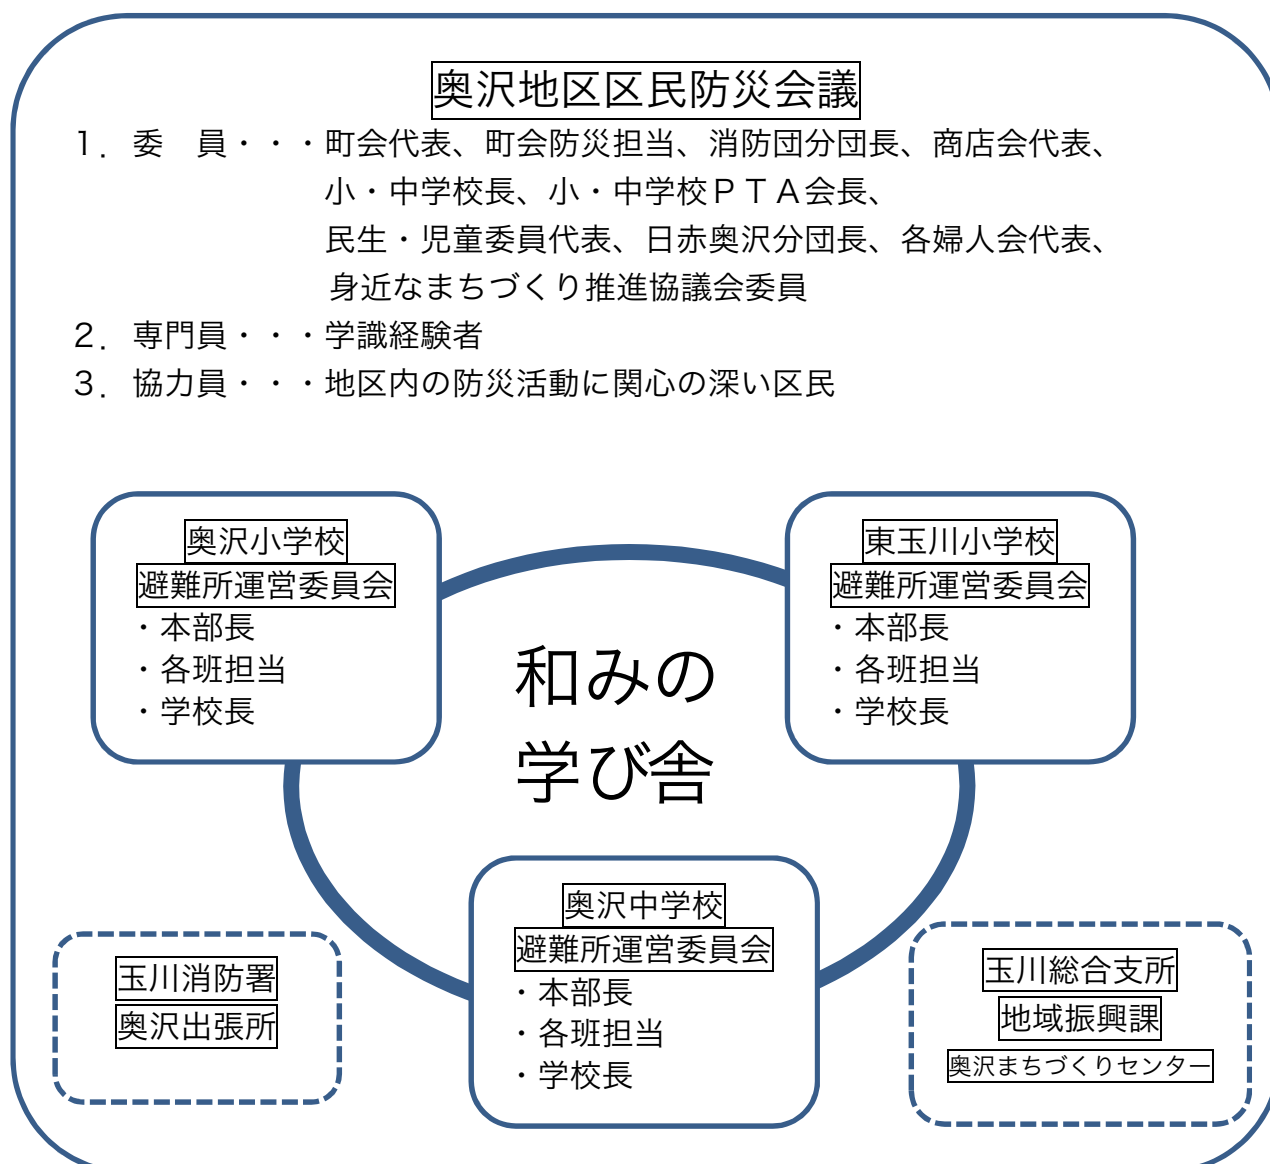 奥沢地区区民防災会議
1．委　員・・・町会代表、町会防災担当、消防団分団長、商店会代表、
小・中学校長、小・中学校ＰＴＡ会長、
民生・児童委員代表、日赤奥沢分団長、各婦人会代表、
身近なまちづくり推進協議会委員
2．専門員・・・学識経験者
3．協力員・・・地区内の防災活動に関心の深い区民
奥沢小学校
避難所運営委員会
・本部長
・各班担当
・学校長
東玉川小学校
避難所運営委員会
・本部長
・各班担当
・学校長
和みの
学び舎
奥沢中学校
避難所運営委員会
・本部長
・各班担当
・学校長
玉川消防署
奥沢出張所
玉川総合支所
地域振興課
奥沢まちづくりセンター